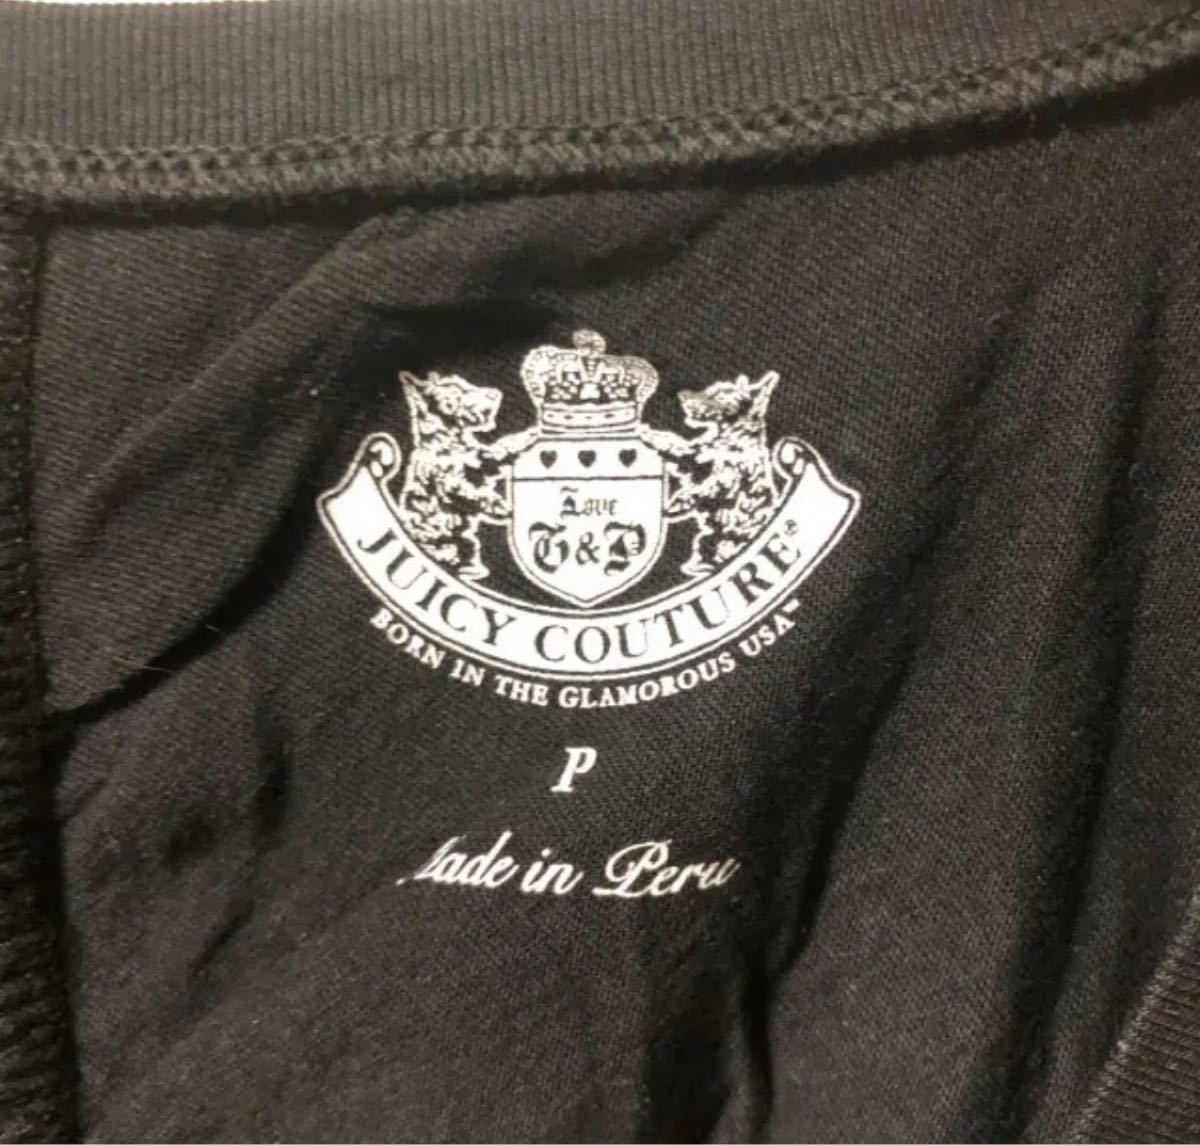 Love
G&P
JUICY COUTURE®
BORN IN THE GLAMOROUS USA™
P
Made in Peru